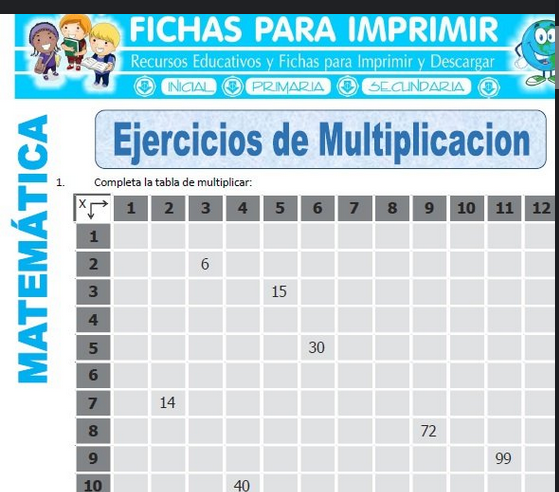 FICHAS PARA IMPRIMIR
Recursos Educativos y Fichas para Imprimir y Descargar
INICIAL PRIMARIA SECUNDARIA
MATEMÁTICA
Ejercicios de Multiplicacion
1. Completa la tabla de multiplicar:
X 1 2 3 4 5 6 7 8 9 10 11 12
1
2 6
3 15
4
5 30
6
7 14
8 72
9 99
10 40